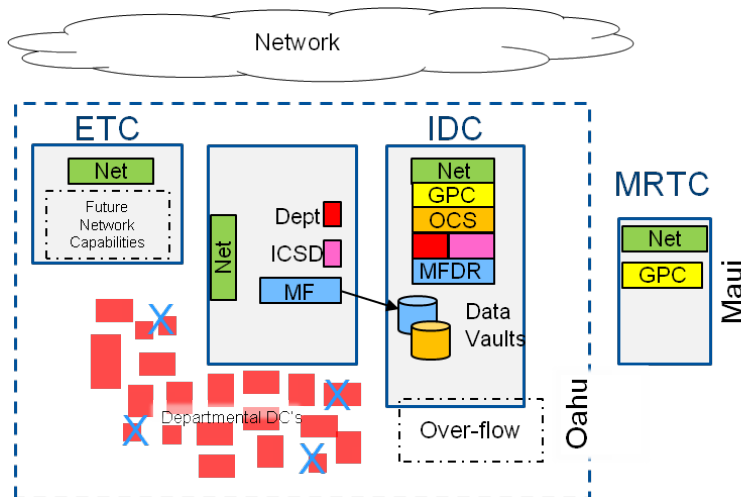 Network
ETC
Net
Future
Network
Capabilities
Net
Dept
ICSD
MF
IDC
Net
GPC
OCS
MFDR
Data
Vaults
Over-flow
Oahu
MRTC
Net
GPC
Maui
Departmental DC's
X
X
X
X